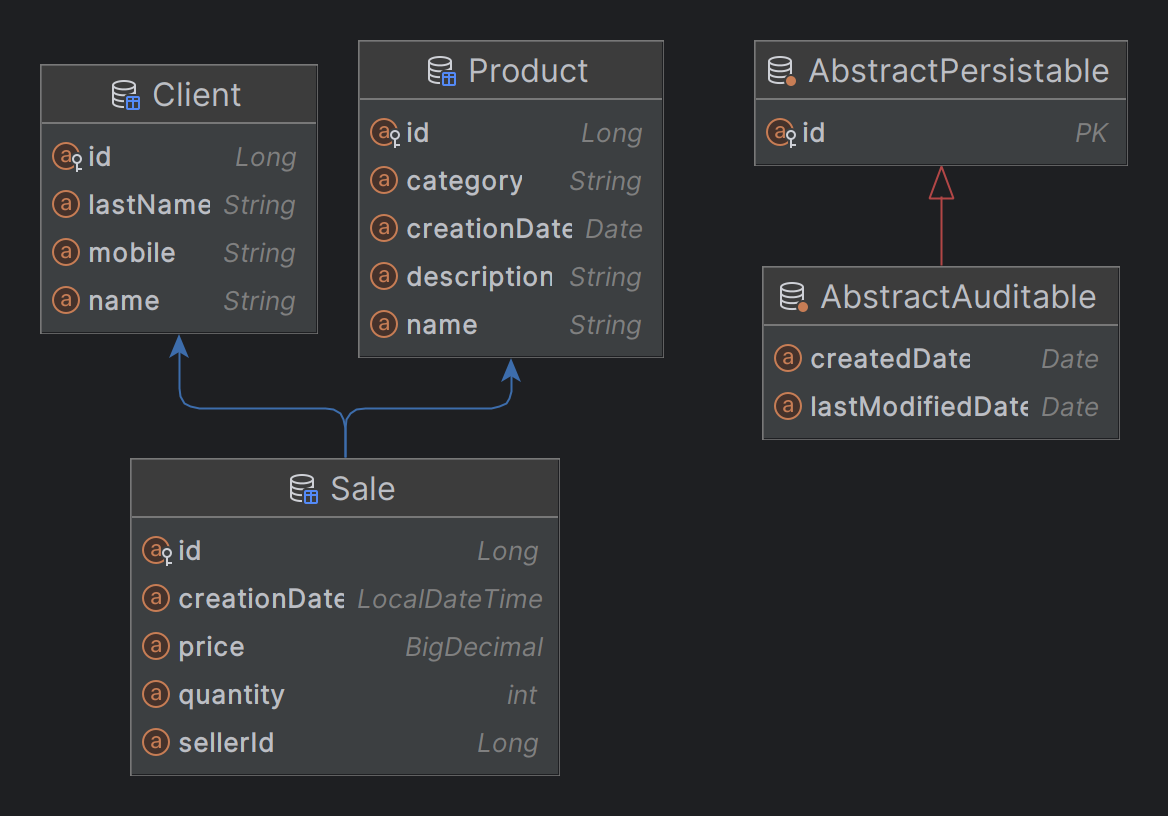 Client
id Long
lastName String
mobile String
name String
Product
id Long
category String
creationDate Date
description String
name String
AbstractPersistable
id PK
AbstractAuditable
createdDate Date
lastModifiedDate Date
Sale
id Long
creationDate LocalDateTime
price BigDecimal
quantity int
sellerId Long